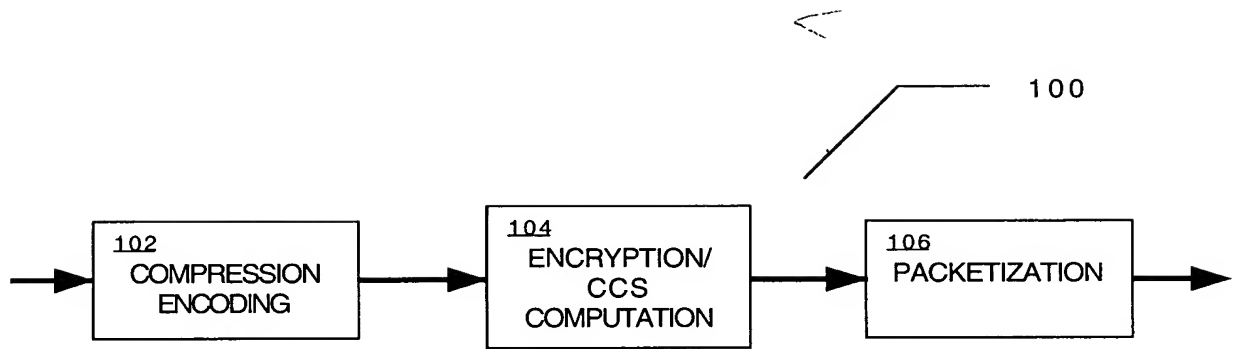 100
102
COMPRESSION
ENCODING
104
ENCRYPTION/
CCS
COMPUTATION
106
PACKETIZATION